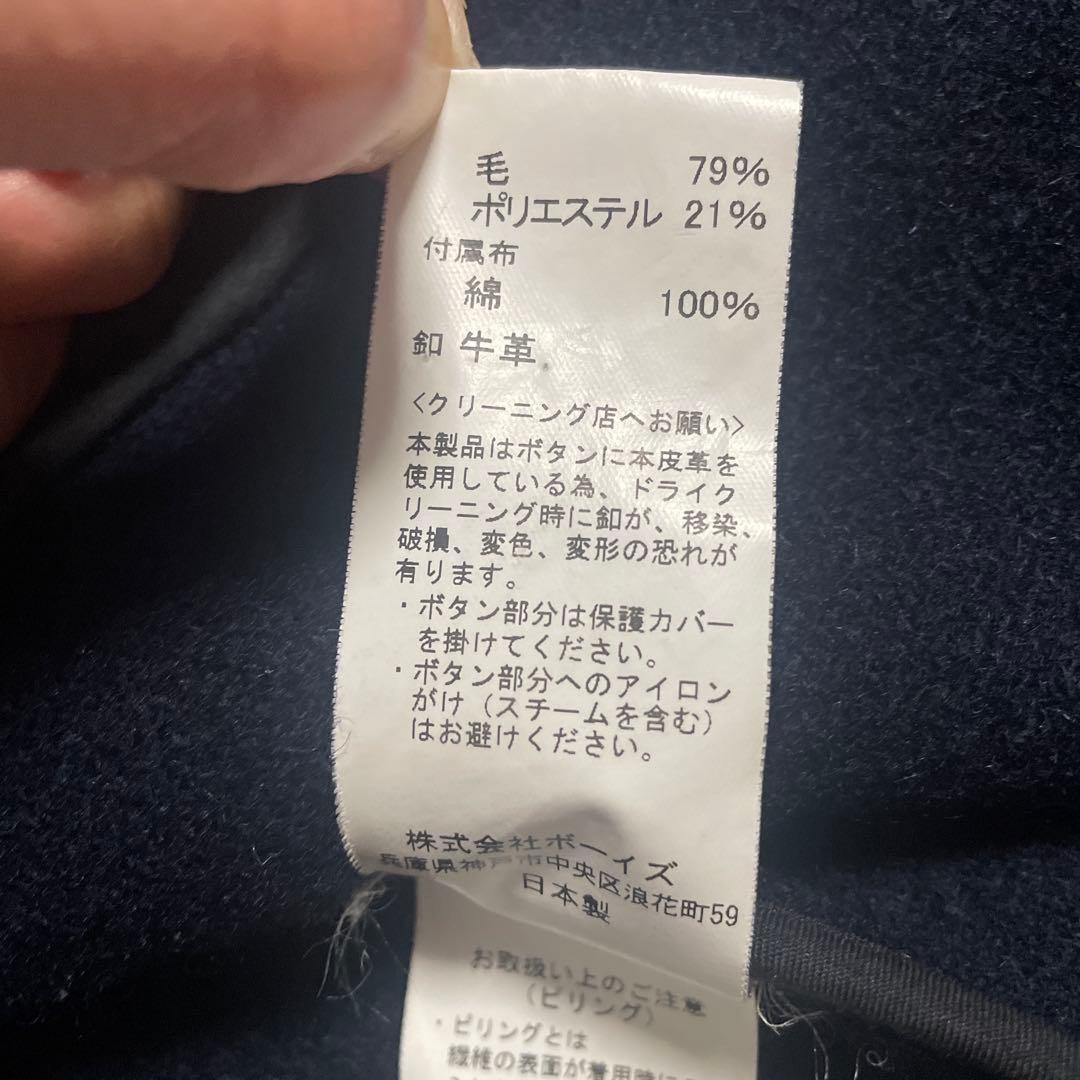 毛 79%
ポリエステル 21%
付属布
綿 100%
釦 牛革
<クリーニング店へお願い>
本製品はボタンに本皮革を
使用している為、ドライク
リーニング時に釦が、移染、
破損、変色、変形の恐れが
有ります。
・ボタン部分は保護カバー
を掛けてください。
・ボタン部分へのアイロン
がけ(スチームを含む)
はお避けください。
株式会社ボーイズ
兵庫県神戸市中央区浪花町59
日本製
お取扱い上のご注意
(ピリング)
・ピリングとは
繊維の表面が着用時に